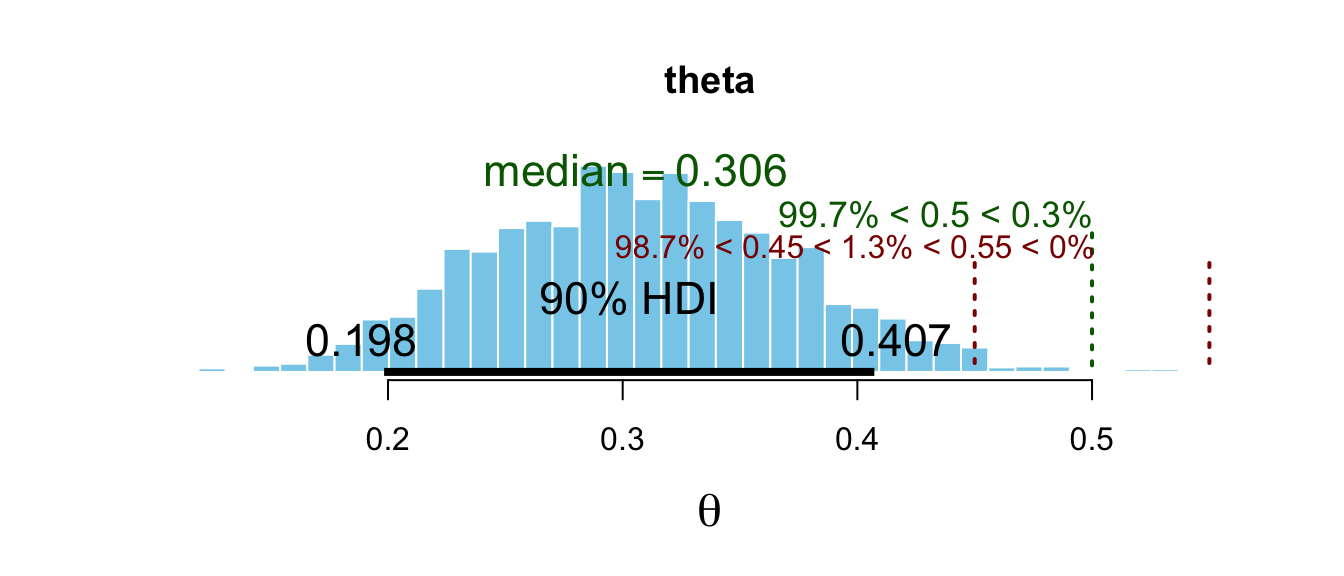 theta
median = 0.306
99.7% < 0.5 < 0.3%
98.7% < 0.45 < 1.3% < 0.55 < 0%
90% HDI
0.198 0.407
0.2 0.3 0.4 0.5
θ